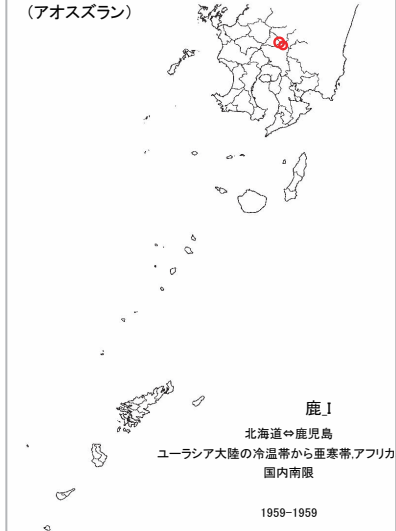 (アオスズラン)
鹿_I
北海道⇔鹿児島
ユーラシア大陸の冷温帯から亜寒帯,アフリカ
国内南限
1959-1959